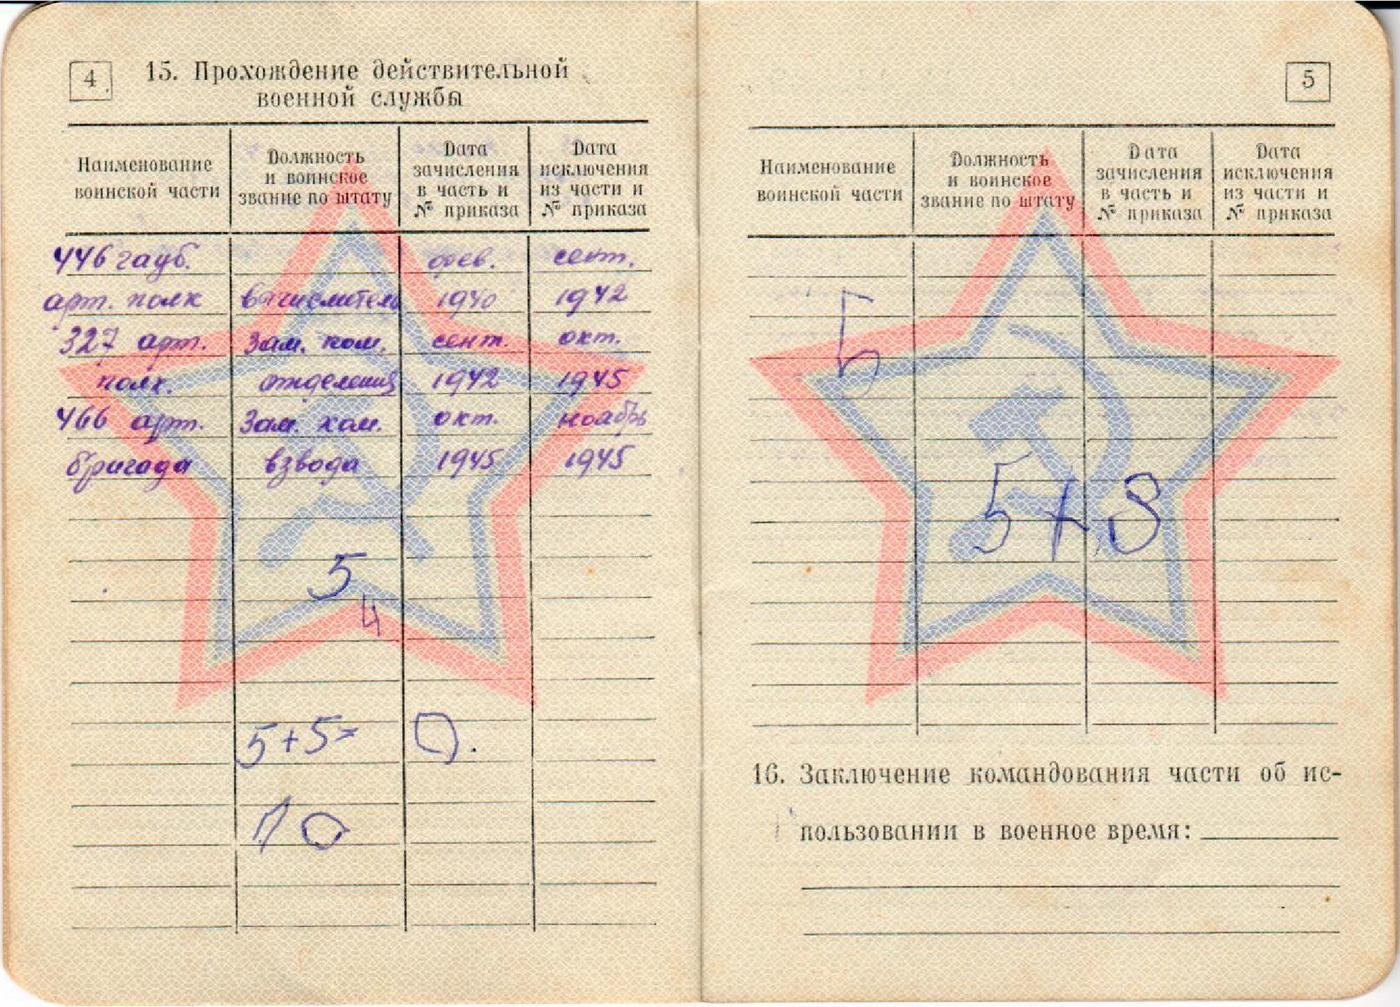 4
15. Прохождение действительной
военной службы
Наименование
воинской части
Должность
и воинское
звание по штату
Дата
зачисления
в часть и
№ приказа
Дата
исключения
из части и
№ приказа
446 гауб. фев. сент.
арт. полк вычислитель 1940 1942
327 арт. Зам. ком. сент. окт.
полк. отделения 1942 1945
466 арт. Зам. ком. окт. ноябрь
бригада взвода 1945 1945
5
4
5+5=
10
5
Наименование
воинской части
Должность
и воинское
звание по штату
Дата
зачисления
в часть и
№ приказа
Дата
исключения
из части и
№ приказа
5
5+3
16. Заключение командования части об ис-
пользовании в военное время: